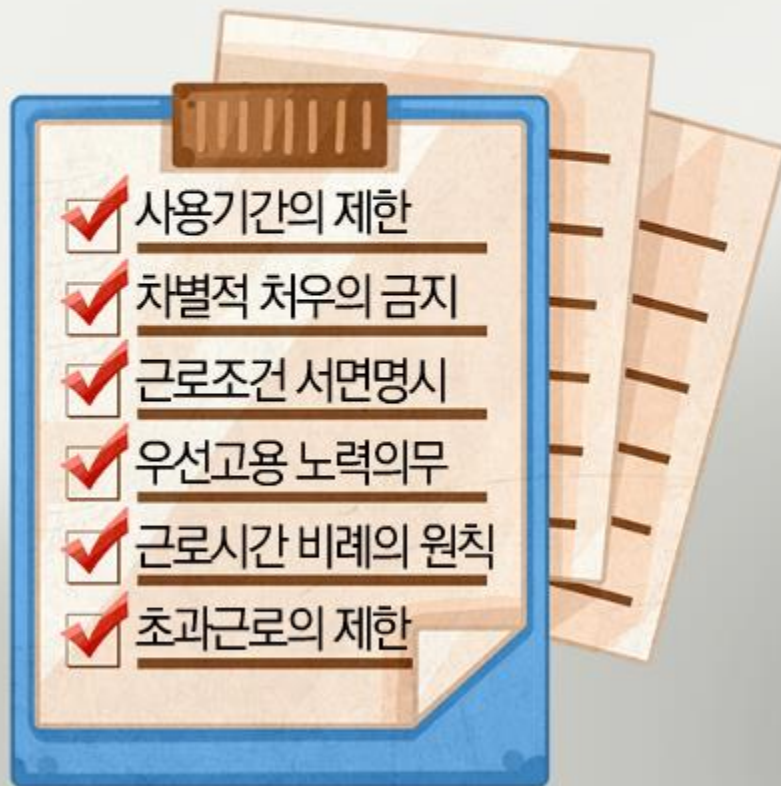 사용기간의 제한
차별적 처우의 금지
근로조건 서면명시
우선고용 노력의무
근로시간 비례의 원칙
초과근로의 제한